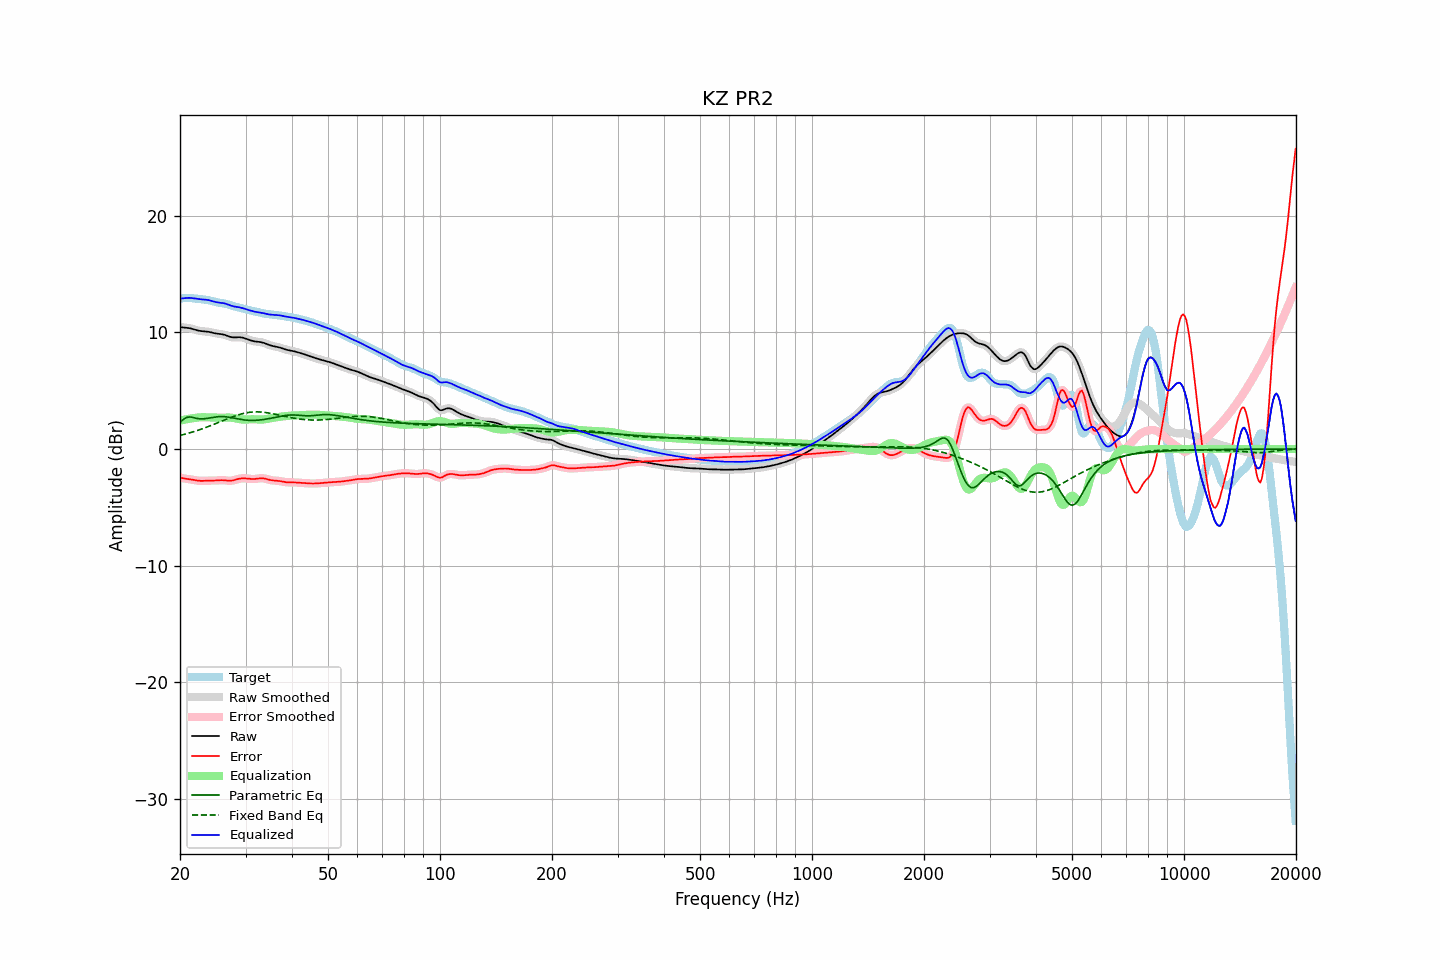 KZ PR2
Amplitude (dBr)
20
10
0
−10
−20
−30
Target
Raw Smoothed
Error Smoothed
Raw
Error
Equalization
Parametric Eq
Fixed Band Eq
Equalized
20 50 100 200 500 1000 2000 5000 10000 20000
Frequency (Hz)